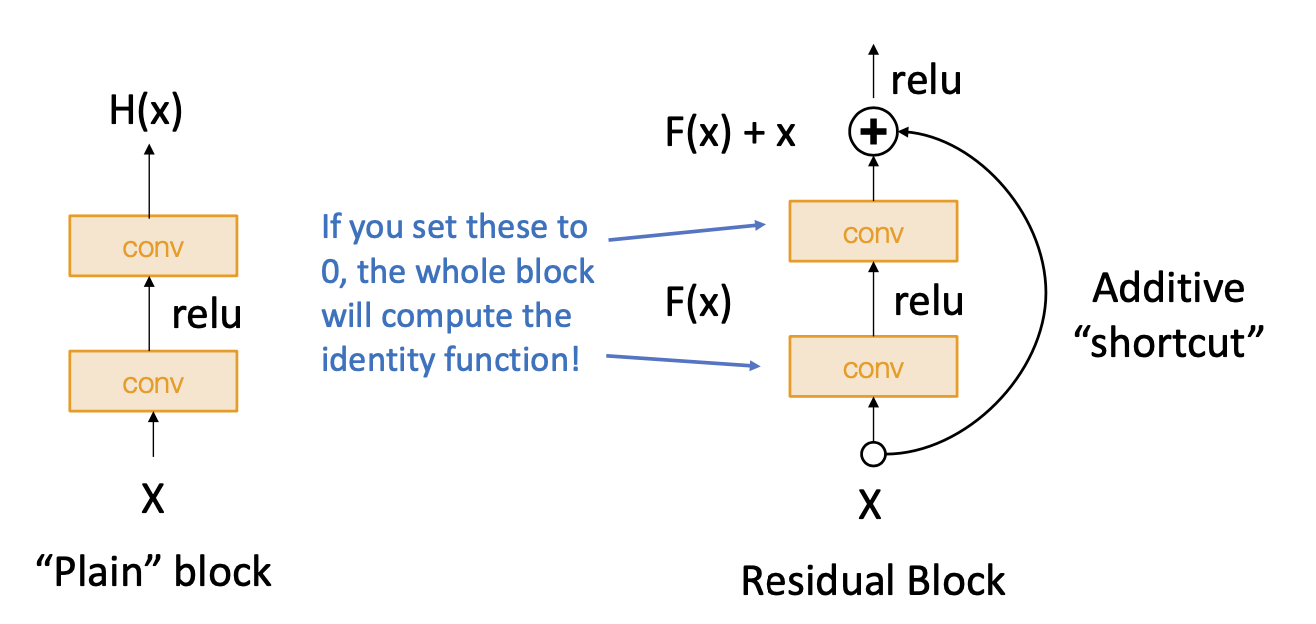 H(x)
conv
relu
conv
X
“Plain” block
If you set these to
0, the whole block
will compute the
identity function!
relu
F(x) + x
+
conv
F(x)
relu
conv
X
Residual Block
Additive
“shortcut”